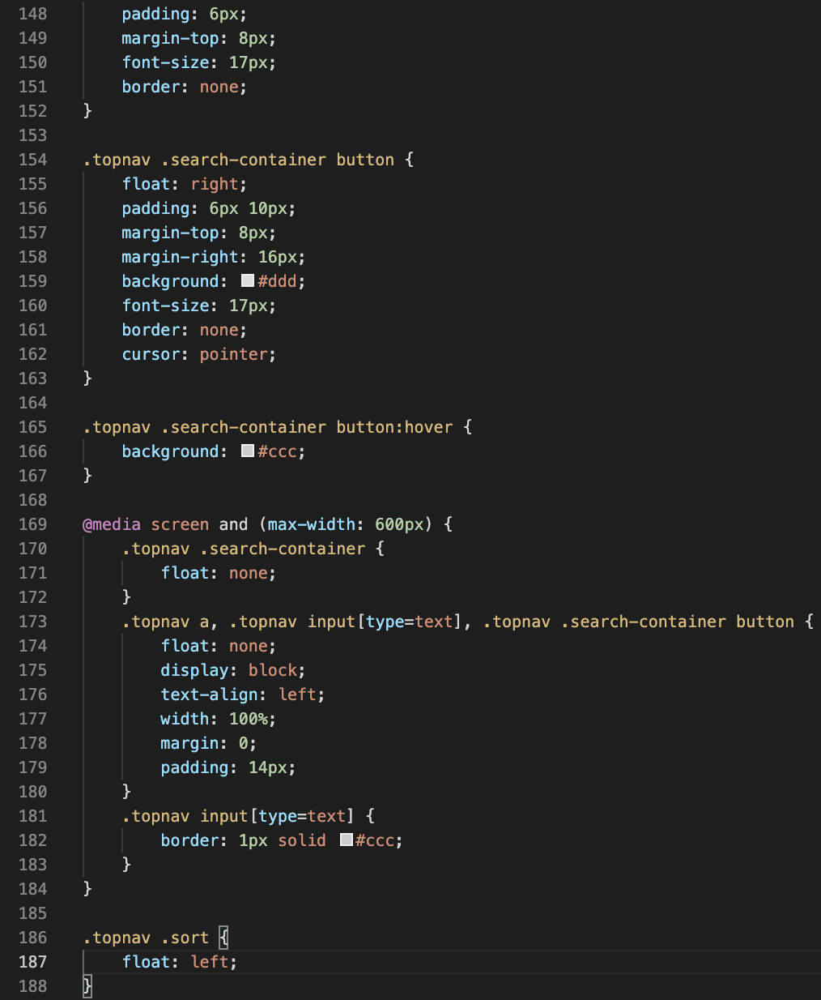 148 padding: 6px;
149 margin-top: 8px;
150 font-size: 17px;
151 border: none;
152 }
153
154 .topnav .search-container button {
155 float: right;
156 padding: 6px 10px;
157 margin-top: 8px;
158 margin-right: 16px;
159 background: #ddd;
160 font-size: 17px;
161 border: none;
162 cursor: pointer;
163 }
164
165 .topnav .search-container button:hover {
166 background: #ccc;
167 }
168
169 @media screen and (max-width: 600px) {
170 .topnav .search-container {
171 float: none;
172 }
173 .topnav a, .topnav input[type=text], .topnav .search-container button {
174 float: none;
175 display: block;
176 text-align: left;
177 width: 100%;
178 margin: 0;
179 padding: 14px;
180 }
181 .topnav input[type=text] {
182 border: 1px solid #ccc;
183 }
184 }
185
186 .topnav .sort {
187 float: left;
188 }